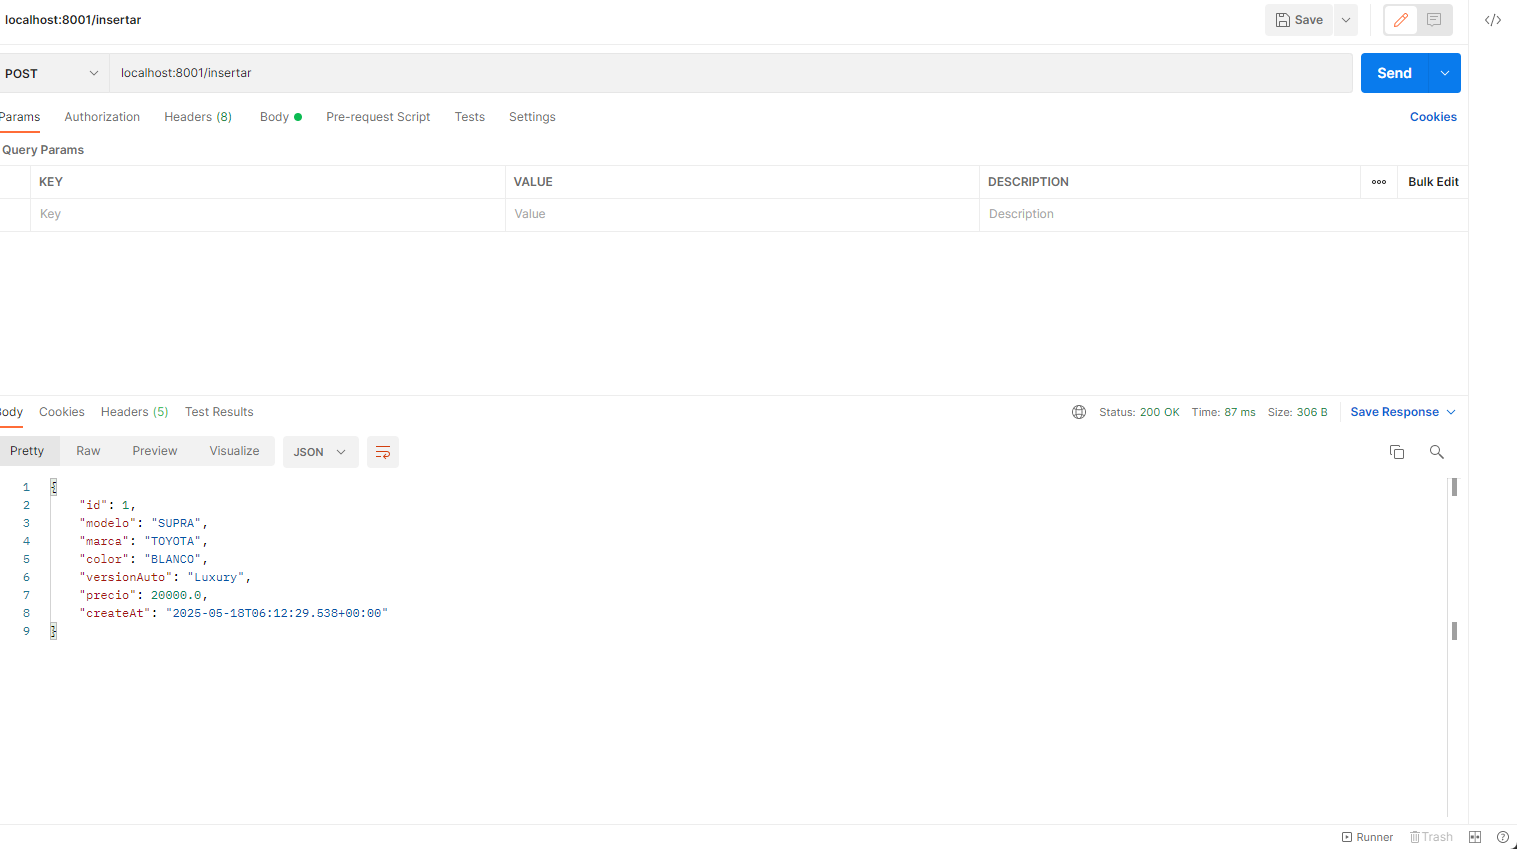 localhost:8001/insertar
Save
POST
localhost:8001/insertar
Send
Params Authorization Headers (8) Body Pre-request Script Tests Settings Cookies
Query Params
KEY VALUE DESCRIPTION ooo Bulk Edit
Key Value Description
Body Cookies Headers (5) Test Results Status: 200 OK Time: 87 ms Size: 306 B Save Response
Pretty Raw Preview Visualize JSON
1 {
2 "id": 1,
3 "modelo": "SUPRA",
4 "marca": "TOYOTA",
5 "color": "BLANCO",
6 "versionAuto": "Luxury",
7 "precio": 20000.0,
8 "createAt": "2025-05-18T06:12:29.538+00:00"
9 }
Runner Trash